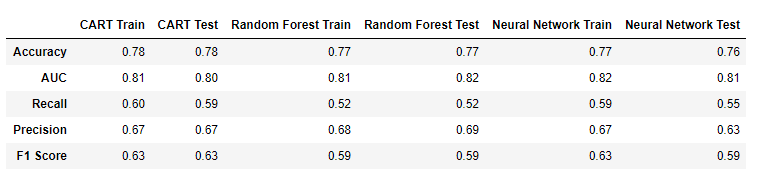 CART Train CART Test Random Forest Train Random Forest Test Neural Network Train Neural Network Test
Accuracy 0.78 0.78 0.77 0.77 0.77 0.76
AUC 0.81 0.80 0.81 0.82 0.82 0.81
Recall 0.60 0.59 0.52 0.52 0.59 0.55
Precision 0.67 0.67 0.68 0.69 0.67 0.63
F1 Score 0.63 0.63 0.59 0.59 0.63 0.59